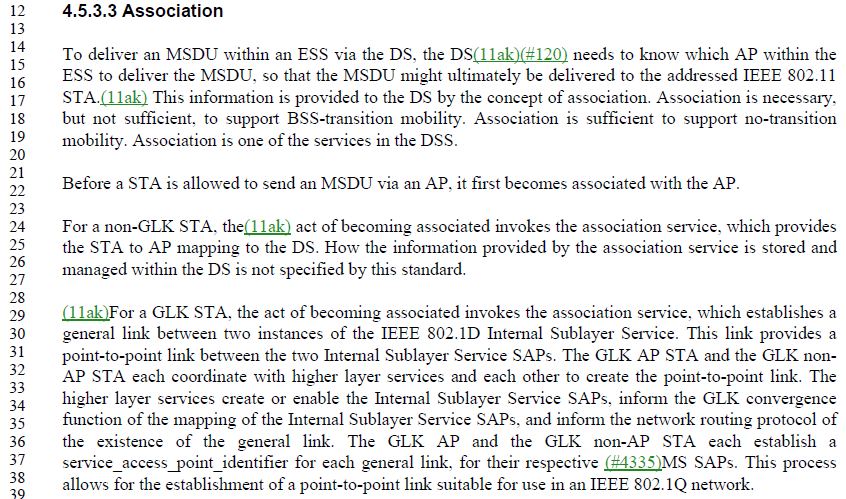 12 4.5.3.3 Association
13
14 To deliver an MSDU within an ESS via the DS, the DS(11ak)(#120) needs to know which AP within the
15 ESS to deliver the MSDU, so that the MSDU might ultimately be delivered to the addressed IEEE 802.11
16
17 STA.(11ak) This information is provided to the DS by the concept of association. Association is necessary,
18 but not sufficient, to support BSS-transition mobility. Association is sufficient to support no-transition
19 mobility. Association is one of the services in the DSS.
20
21
22 Before a STA is allowed to send an MSDU via an AP, it first becomes associated with the AP.
23
24 For a non-GLK STA, the(11ak) act of becoming associated invokes the association service, which provides
25 the STA to AP mapping to the DS. How the information provided by the association service is stored and
26 managed within the DS is not specified by this standard.
27
28
29 (11ak)For a GLK STA, the act of becoming associated invokes the association service, which establishes a
30 general link between two instances of the IEEE 802.1D Internal Sublayer Service. This link provides a
31 point-to-point link between the two Internal Sublayer Service SAPs. The GLK AP STA and the GLK non-
32
33 AP STA each coordinate with higher layer services and each other to create the point-to-point link. The
34 higher layer services create or enable the Internal Sublayer Service SAPs, inform the GLK convergence
35 function of the mapping of the Internal Sublayer Service SAPs, and inform the network routing protocol of
36 the existence of the general link. The GLK AP and the GLK non-AP STA each establish a
37 service_access_point_identifier for each general link, for their respective (#4335)MS SAPs. This process
38 allows for the establishment of a point-to-point link suitable for use in an IEEE 802.1Q network.
39